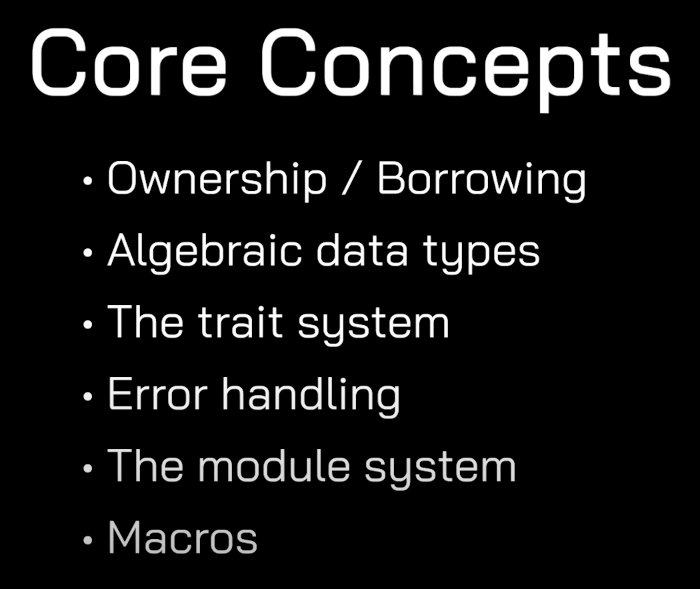 Core Concepts
• Ownership / Borrowing
• Algebraic data types
• The trait system
• Error handling
• The module system
• Macros